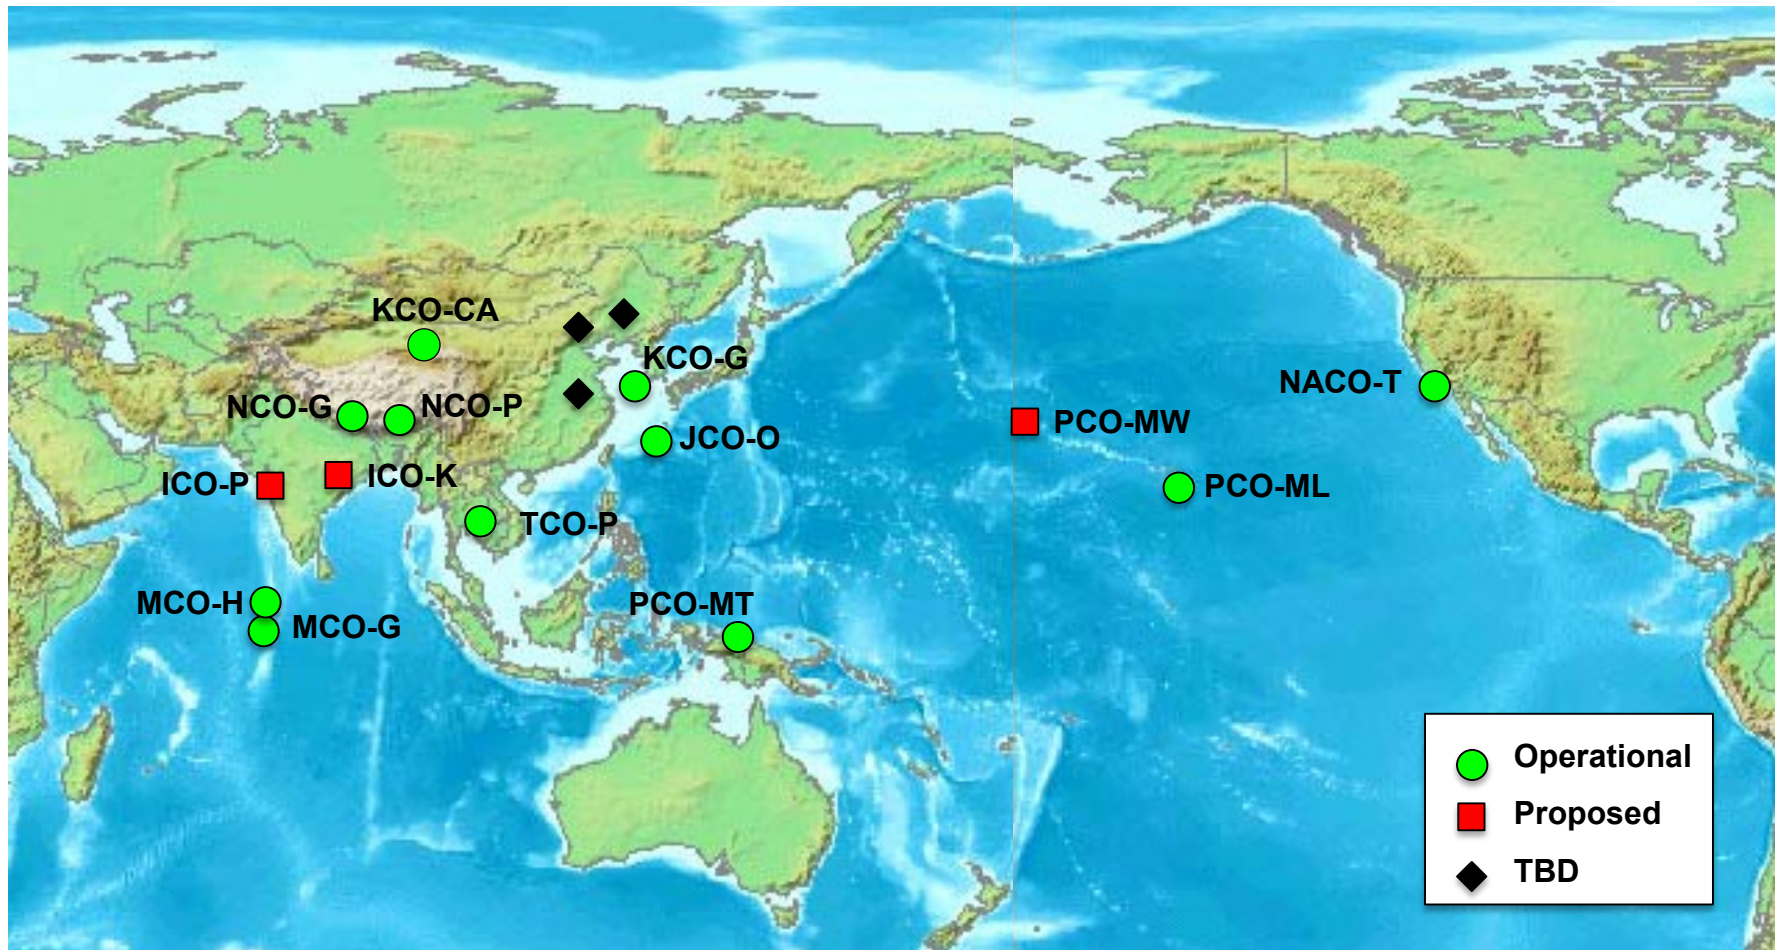 KCO-CA
KCO-G
NACO-T
NCO-G
NCO-P
PCO-MW
JCO-O
ICO-P
ICO-K
PCO-ML
TCO-P
MCO-H
PCO-MT
MCO-G
Operational
Proposed
TBD